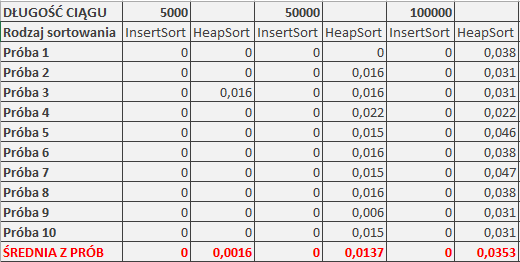 DŁUGOŚĆ CIĄGU 5000 50000 100000
Rodzaj sortowania InsertSort HeapSort InsertSort HeapSort InsertSort HeapSort
Próba 1 0 0 0 0 0 0,038
Próba 2 0 0 0 0,016 0 0,031
Próba 3 0 0,016 0 0,016 0 0,031
Próba 4 0 0 0 0,022 0 0,022
Próba 5 0 0 0 0,015 0 0,046
Próba 6 0 0 0 0,016 0 0,038
Próba 7 0 0 0 0,015 0 0,047
Próba 8 0 0 0 0,016 0 0,038
Próba 9 0 0 0 0,006 0 0,031
Próba 10 0 0 0 0,015 0 0,031
ŚREDNIA Z PRÓB 0 0,0016 0 0,0137 0 0,0353